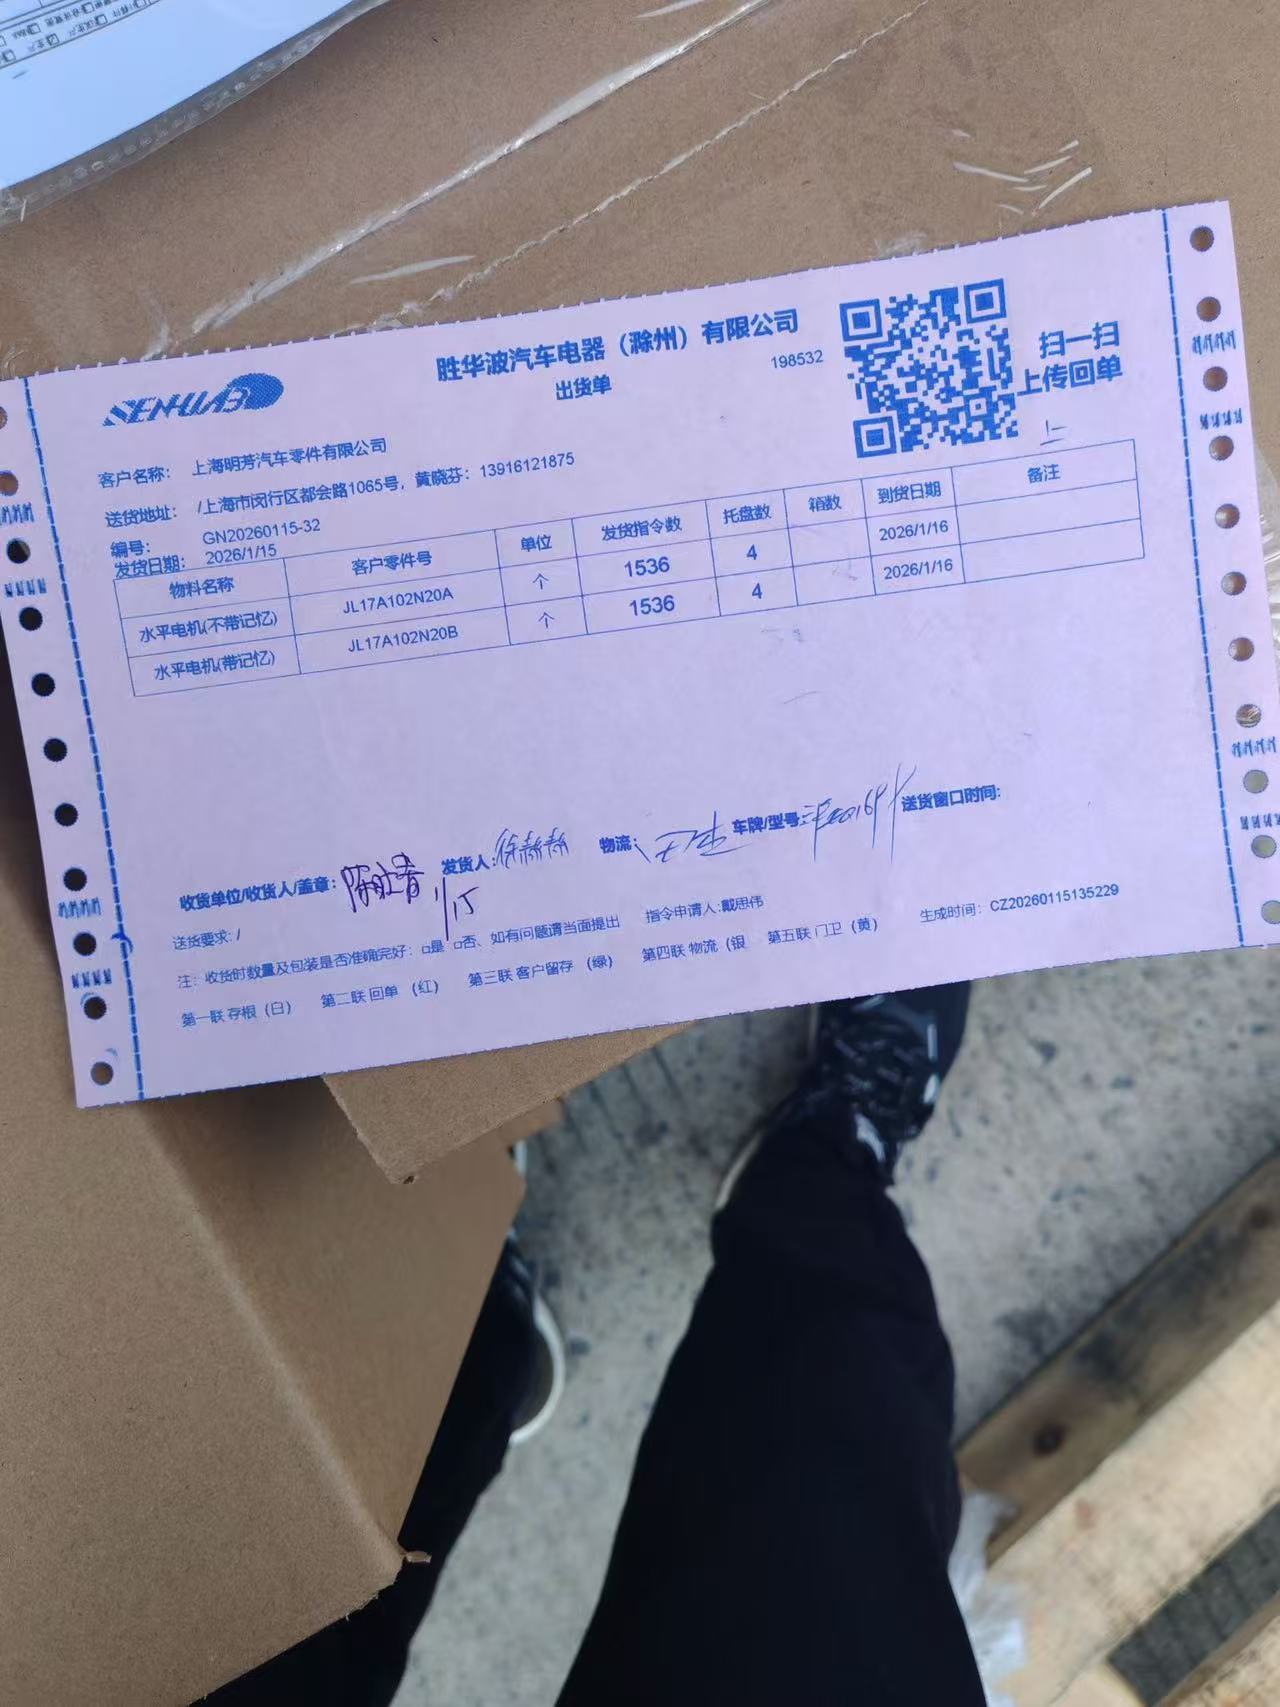 SENHUABO
胜华波汽车电器（滁州）有限公司
出货单
198532
扫一扫
上传回单
客户名称： 上海明芳汽车零件有限公司
送货地址： /上海市闵行区都会路1065号，黄晓芬：13916121875
编号： GN20260115-32
发货日期： 2026/1/15
物料名称 客户零件号 单位 发货指令数 托盘数 箱数 到货日期 备注
水平电机(不带记忆) JL17A102N20A 个 1536 4 2026/1/16
水平电机(带记忆) JL17A102N20B 个 1536 4 2026/1/16
收货单位/收货人/盖章： 1/15 发货人： 徐赫赫 物流： 车牌/型号： 送货窗口时间：
送货要求： /
注：收货时数量及包装是否准确完好：□是 □否、如有问题请当面提出 指令申请人：戴思伟 生成时间：CZ20260115135229
第一联 存根（白） 第二联 回单（红） 第三联 客户留存（绿） 第四联 物流（银 第五联 门卫（黄）